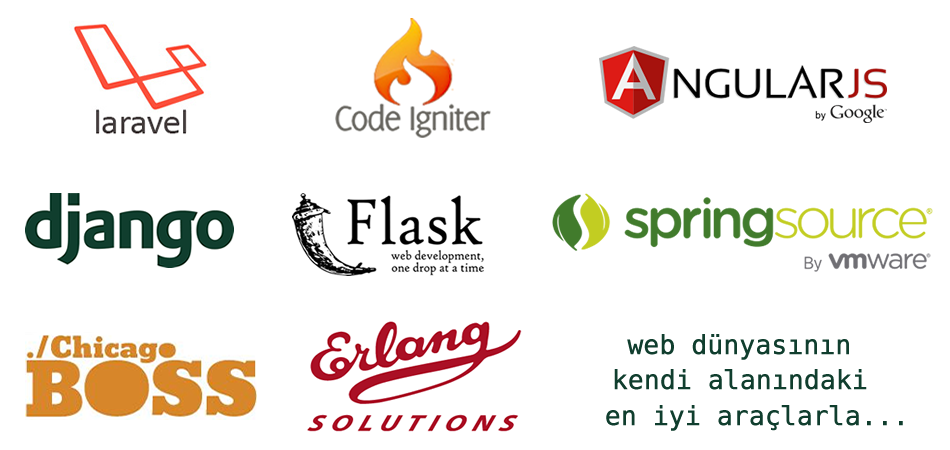 laravel
Code Igniter
ANGULARJS
by Google
django
Flask
web development,
one drop at a time
springsource®
By vmware®
./Chicago
BOSS
Erlang
SOLUTIONS
web dünyasının
kendi alanındaki
en iyi araçlarla...